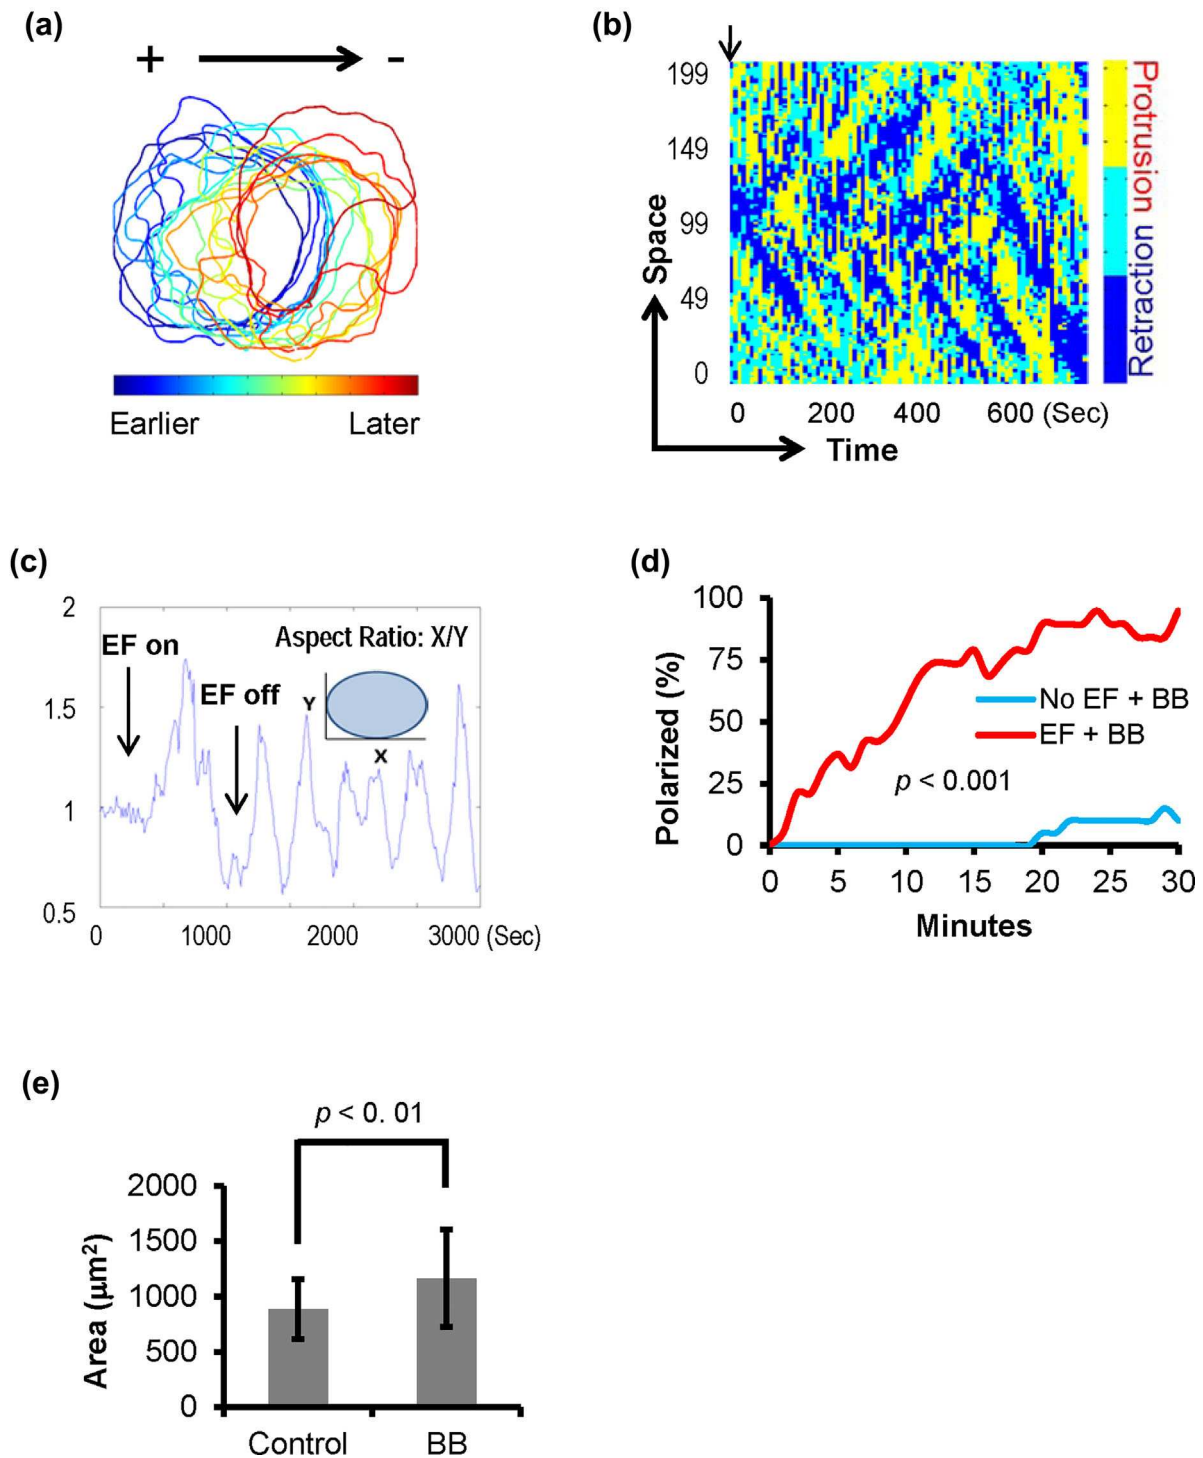 (a)
+ -
Earlier Later
(b)
199
149
99
49
0
Space
0 200 400 600 (Sec)
Time
Protrusion
Retraction
(c)
2
1.5
1
0.5
EF on
EF off
Aspect Ratio: X/Y
Y
X
0 1000 2000 3000 (Sec)
(d)
100
75
50
25
0
Polarized (%)
No EF + BB
EF + BB
p < 0.001
0 5 10 15 20 25 30
Minutes
(e)
p < 0. 01
2000
1500
1000
500
0
Area (µm²)
Control BB